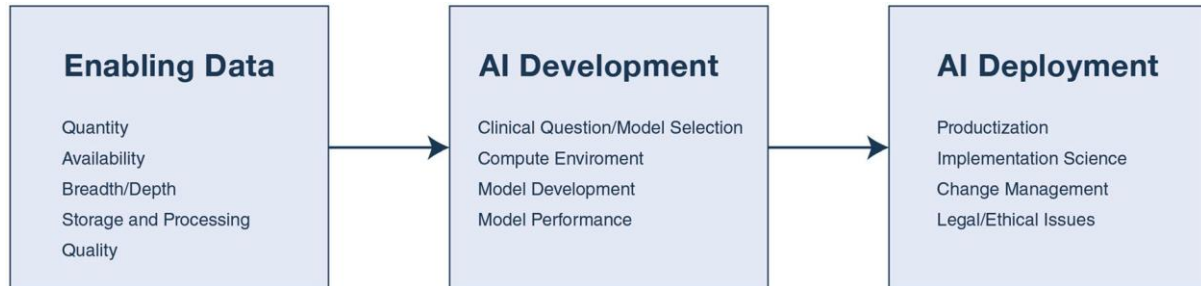 Enabling Data
Quantity
Availability
Breadth/Depth
Storage and Processing
Quality
AI Development
Clinical Question/Model Selection
Compute Enviroment
Model Development
Model Performance
AI Deployment
Productization
Implementation Science
Change Management
Legal/Ethical Issues